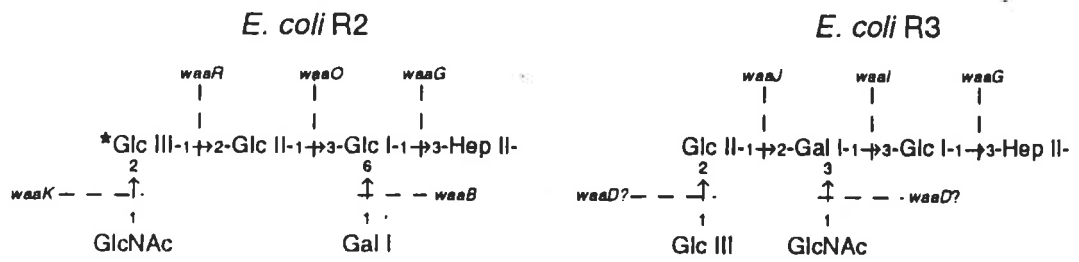 E. coli R2
waaR waaO waaG
*Glc III-1→2-Glc II-1→3-Glc I-1→3-Hep II-
2 6
waaK waaB
1 1
GlcNAc Gal I
E. coli R3
waaJ waaI waaG
Glc II-1→2-Gal I-1→3-Glc I-1→3-Hep II-
2 3
waaD? waaD?
1 1
Glc III GlcNAc